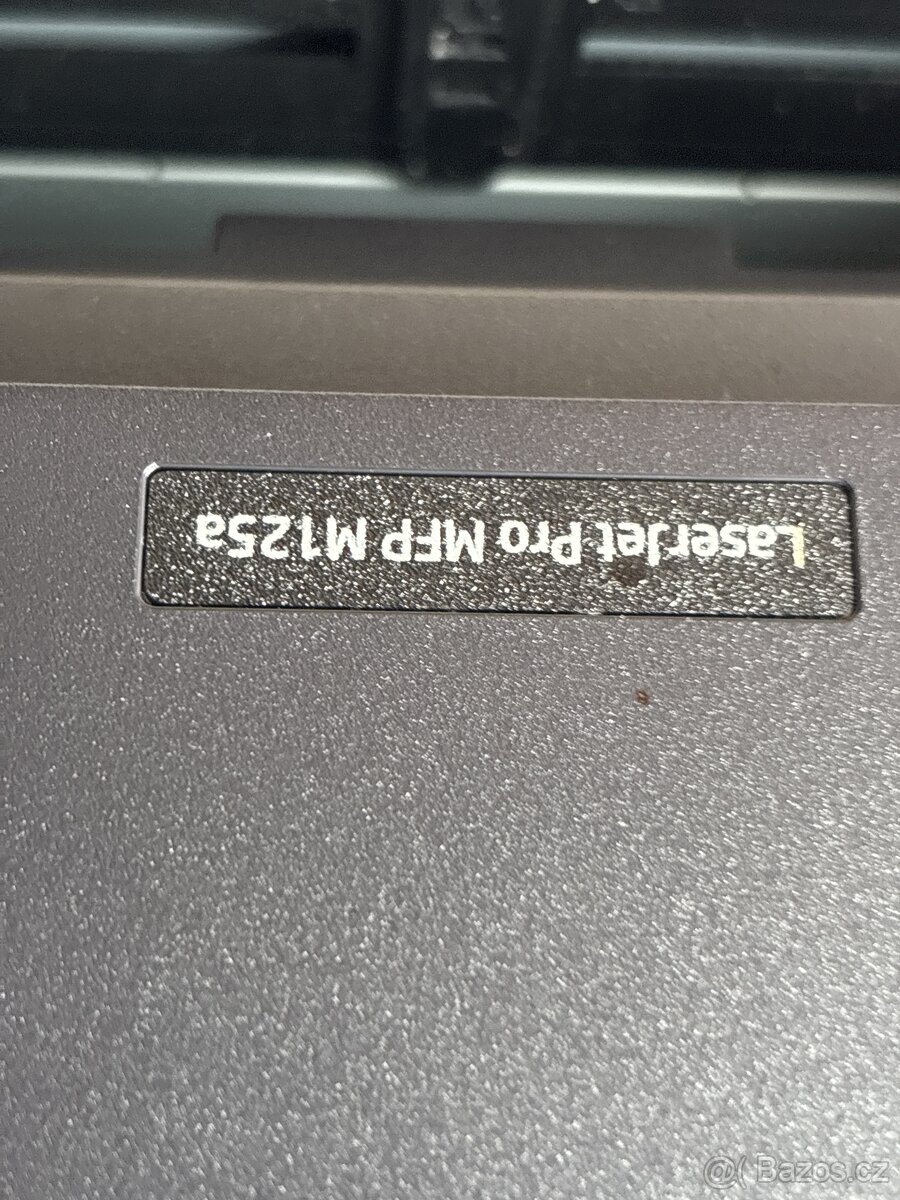 LaserJet Pro MFP M125a
@( Bazos.cz